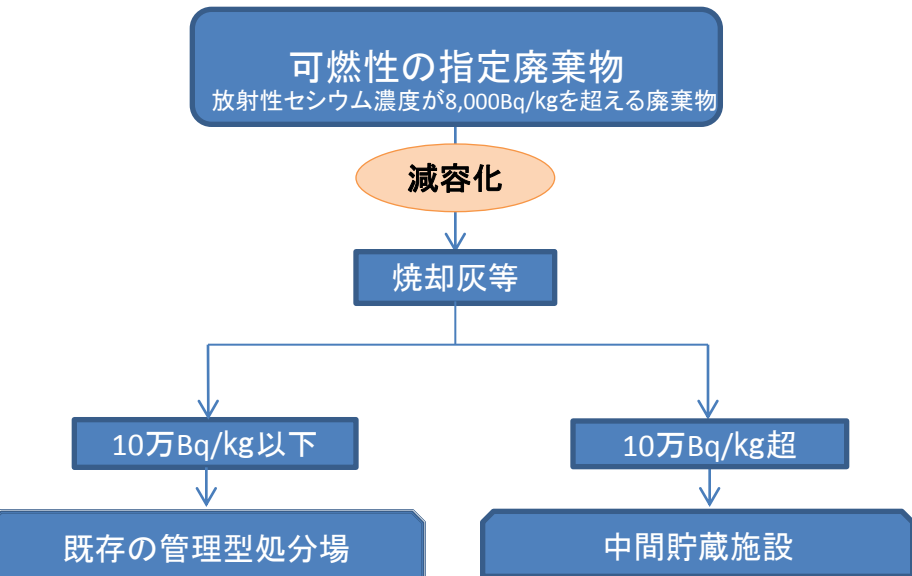 可燃性の指定廃棄物
放射性セシウム濃度が8,000Bq/kgを超える廃棄物
減容化
焼却灰等
10万Bq/kg以下
10万Bq/kg超
既存の管理型処分場
中間貯蔵施設